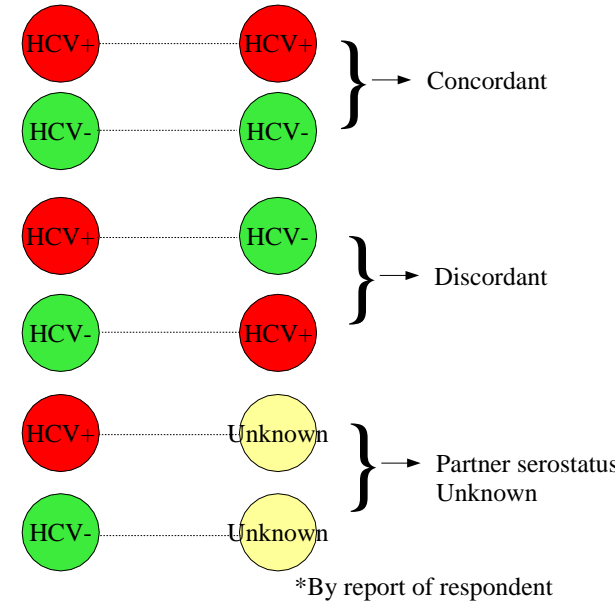 HCV+ HCV+
Concordant
HCV- HCV-
HCV+ HCV-
Discordant
HCV- HCV+
HCV+ Unknown
Partner serostatus
Unknown
HCV- Unknown
*By report of respondent